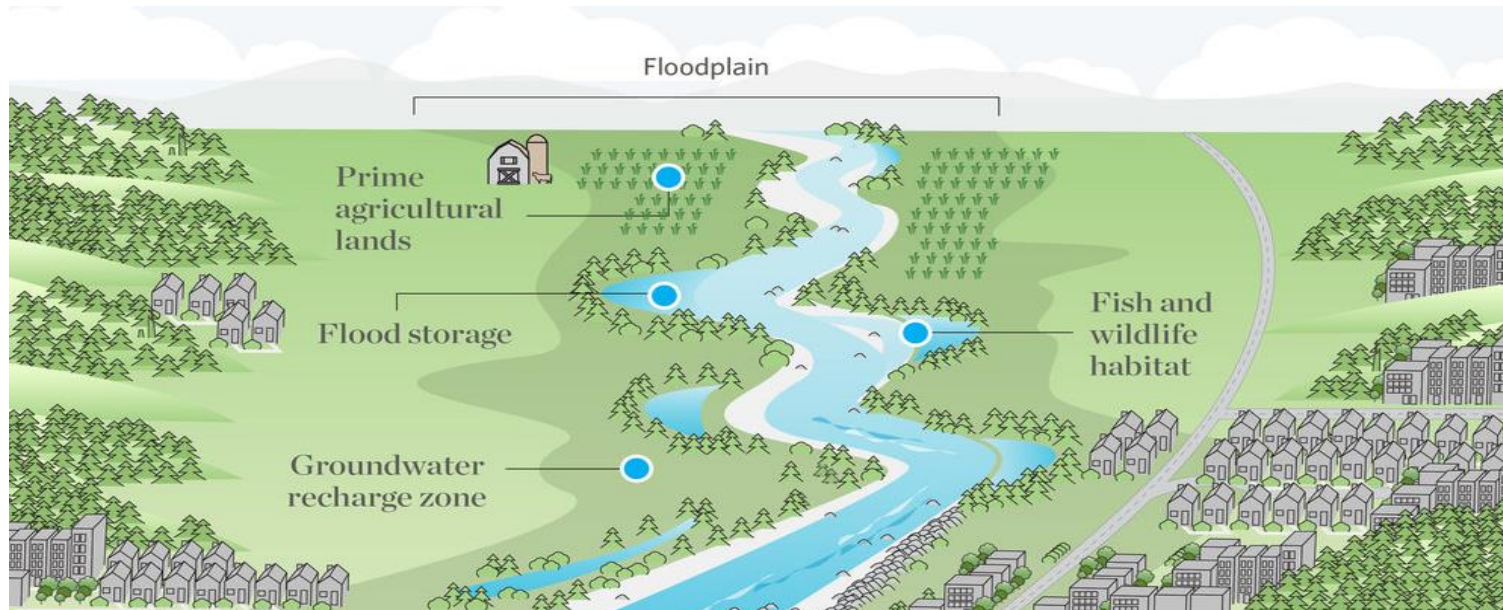 Floodplain
Prime
agricultural
lands
Flood storage
Fish and
wildlife
habitat
Groundwater
recharge zone